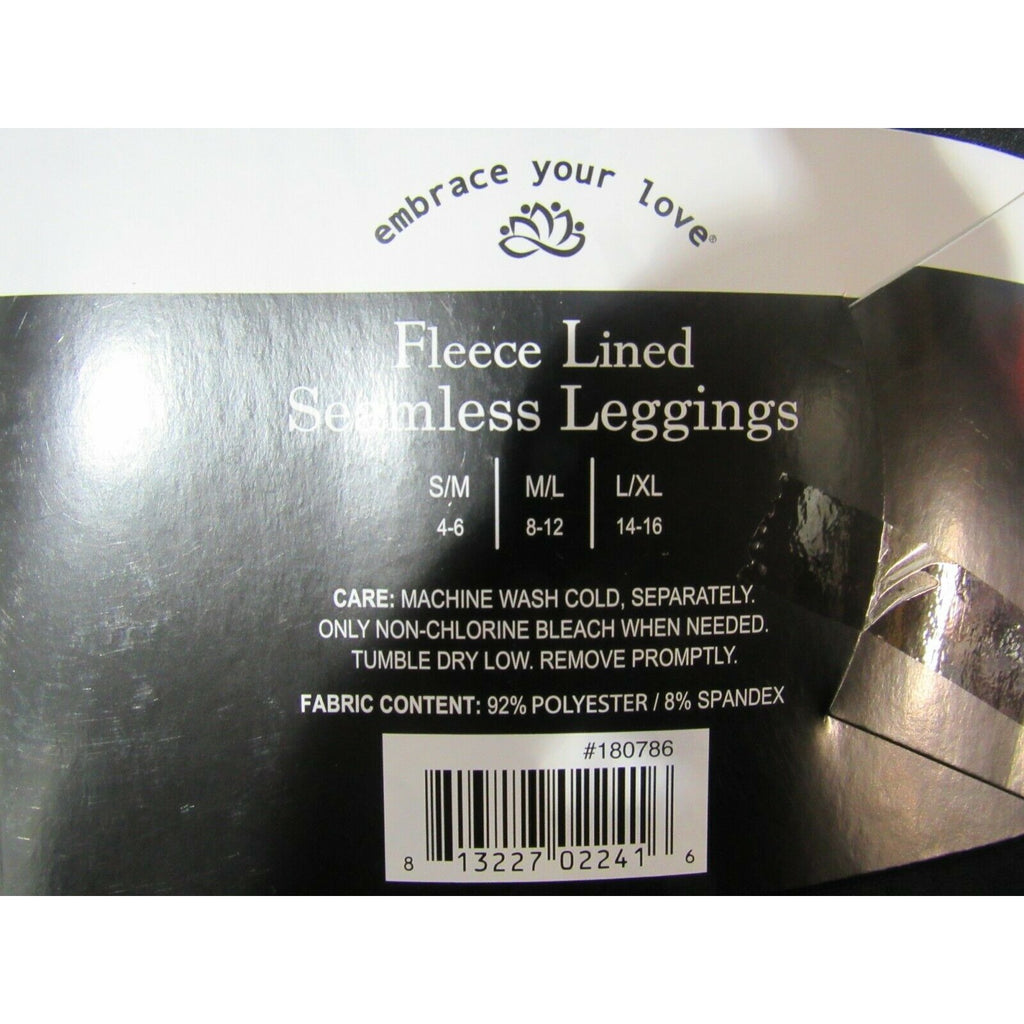 embrace your love®
Fleece Lined
Seamless Leggings
S/M | M/L | L/XL
4-6 | 8-12 | 14-16
CARE: MACHINE WASH COLD, SEPARATELY.
ONLY NON-CHLORINE BLEACH WHEN NEEDED.
TUMBLE DRY LOW. REMOVE PROMPTLY.
FABRIC CONTENT: 92% POLYESTER / 8% SPANDEX
#180786
8 13227 02241 6